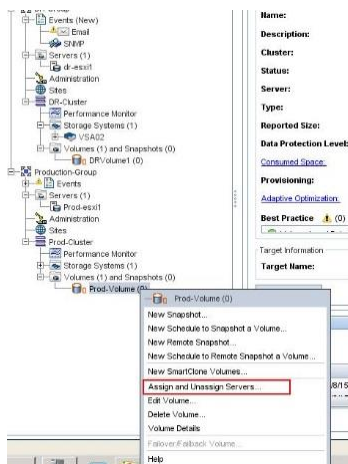 Events (New)
Email
SNMP
Servers (1)
dr-esxi1
Administration
Sites
DR-Cluster
Performance Monitor
Storage Systems (1)
VSA02
Volumes (1) and Snapshots (0)
DRVolume1 (0)
Production-Group
Events
Servers (1)
Prod-esxi1
Administration
Sites
Prod-Cluster
Performance Monitor
Storage Systems (1)
Volumes (1) and Snapshots (0)
Prod-Volume (0)
Prod-Volume (0)
New Snapshot...
New Schedule to Snapshot a Volume...
New Remote Snapshot...
New Schedule to Remote Snapshot a Volume...
New SmartClone Volumes...
Assign and Unassign Servers...
Edit Volume...
Delete Volume...
Volume Details
Failover/Failback Volume...
Help
Name:
Description:
Cluster:
Status:
Server:
Type:
Reported Size:
Data Protection Level:
Consumed Space:
Provisioning:
Adaptive Optimization:
Best Practice (0)
Target Information
Target Name:
/8/15